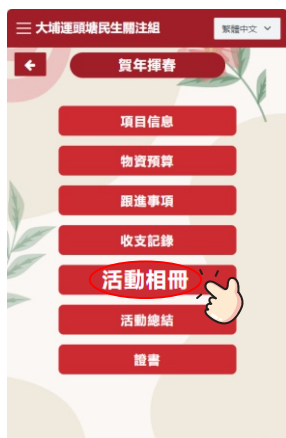 大埔運頭塘民生關注組
繁體中文
賀年揮春
項目信息
物資預算
跟進事項
收支記錄
活動相冊
活動總結
證書